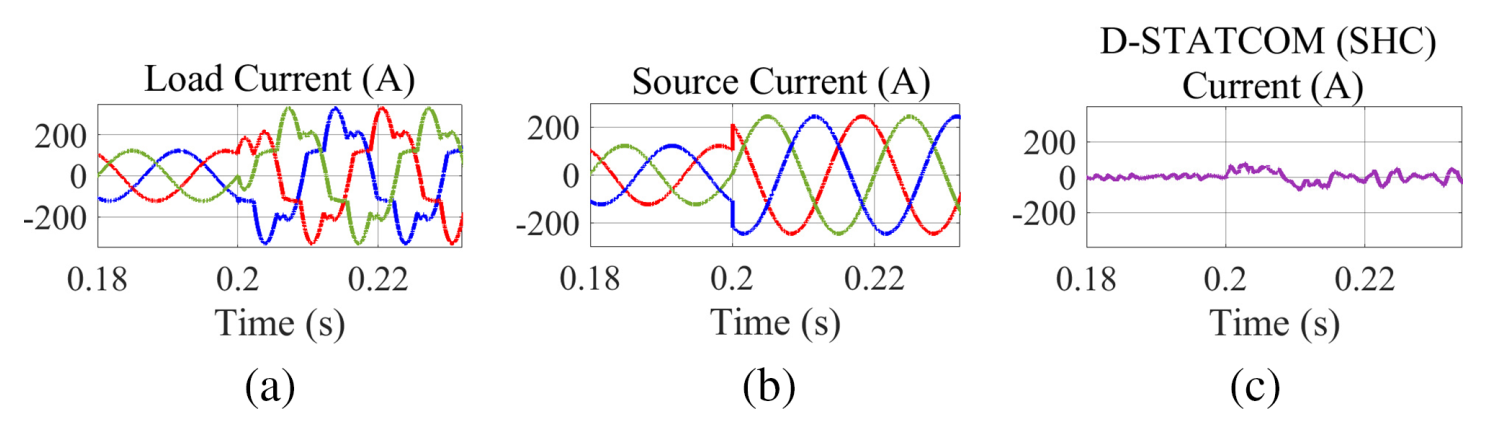 Load Current (A)
200
0
-200
0.18 0.2 0.22
Time (s)
(a)
Source Current (A)
200
0
-200
0.18 0.2 0.22
Time (s)
(b)
D-STATCOM (SHC)
Current (A)
200
0
-200
0.18 0.2 0.22
Time (s)
(c)